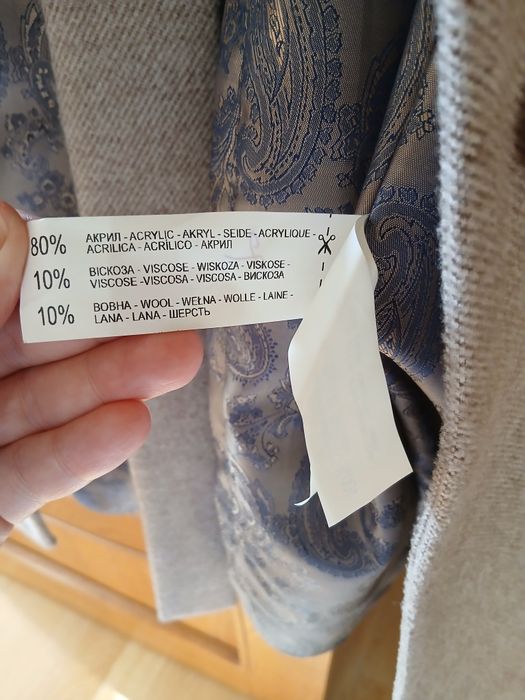 80% АКРИЛ - ACRYLIC - AKRYL - SEIDE - ACRYLIQUE -
ACRILICA - ACRILICO - АКРИЛ
10% ВІСКОЗА - VISCOSE - WISKOZA - VISKOSE -
VISCOSE - VISCOSA - VISCOSA - ВИСКОЗА
10% ВОВНА - WOOL - WEŁNA - WOLLE - LAINE -
LANA - LANA - ШЕРСТЬ